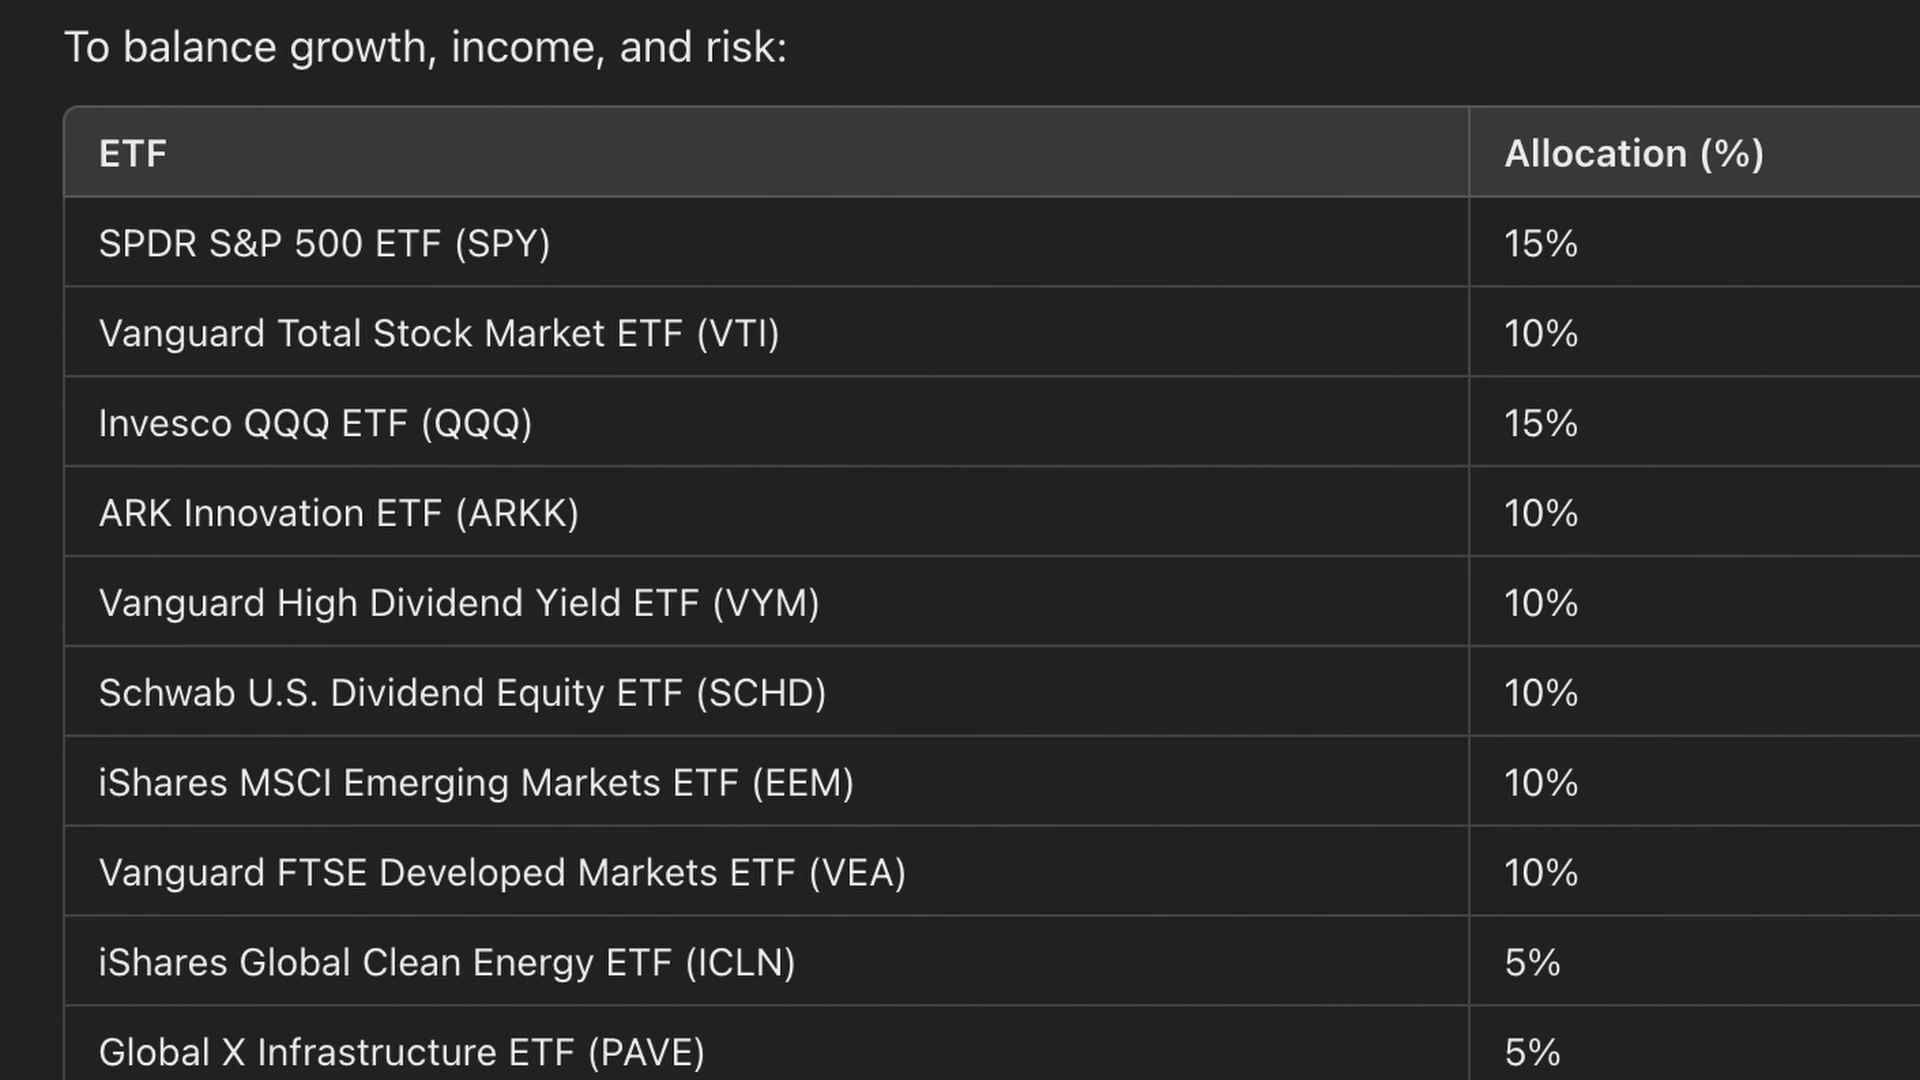 To balance growth, income, and risk:
ETF Allocation (%)
SPDR S&P 500 ETF (SPY) 15%
Vanguard Total Stock Market ETF (VTI) 10%
Invesco QQQ ETF (QQQ) 15%
ARK Innovation ETF (ARKK) 10%
Vanguard High Dividend Yield ETF (VYM) 10%
Schwab U.S. Dividend Equity ETF (SCHD) 10%
iShares MSCI Emerging Markets ETF (EEM) 10%
Vanguard FTSE Developed Markets ETF (VEA) 10%
iShares Global Clean Energy ETF (ICLN) 5%
Global X Infrastructure ETF (PAVE) 5%